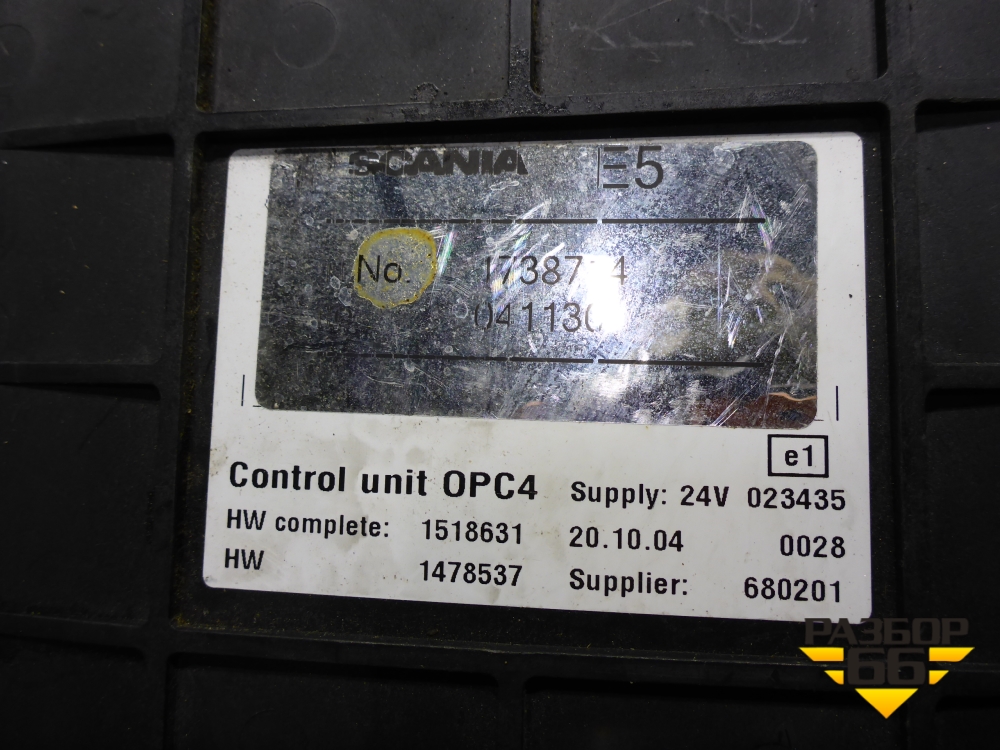 SCANIA E5
No.
Control unit OPC4
e1
Supply: 24V 023435
HW complete: 1518631 20.10.04 0028
HW 1478537 Supplier: 680201
РАЗБОР
66